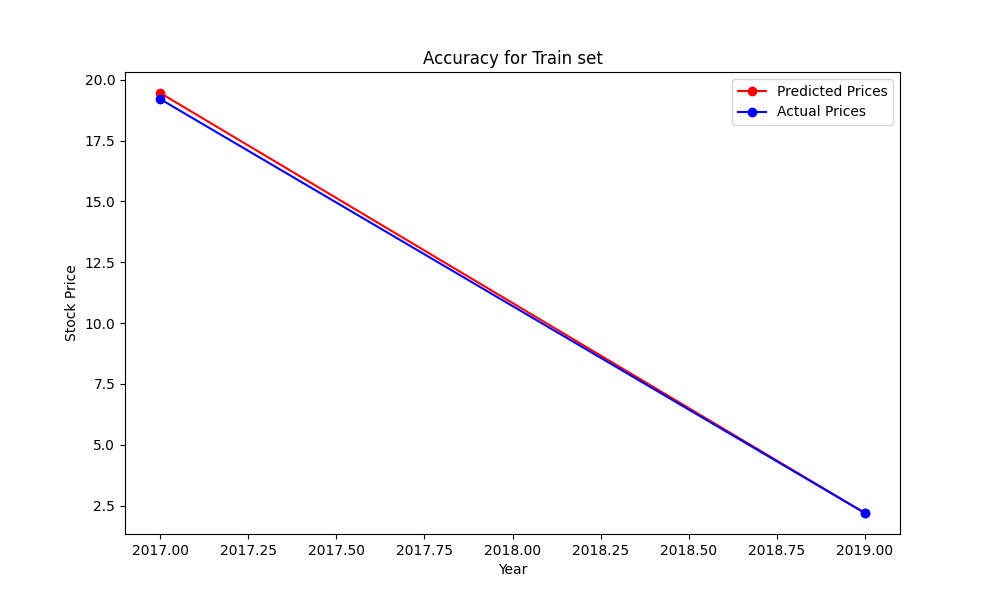 Accuracy for Train set
Predicted Prices
Actual Prices
20.0
17.5
15.0
12.5
10.0
7.5
5.0
2.5
Stock Price
2017.00 2017.25 2017.50 2017.75 2018.00 2018.25 2018.50 2018.75 2019.00
Year